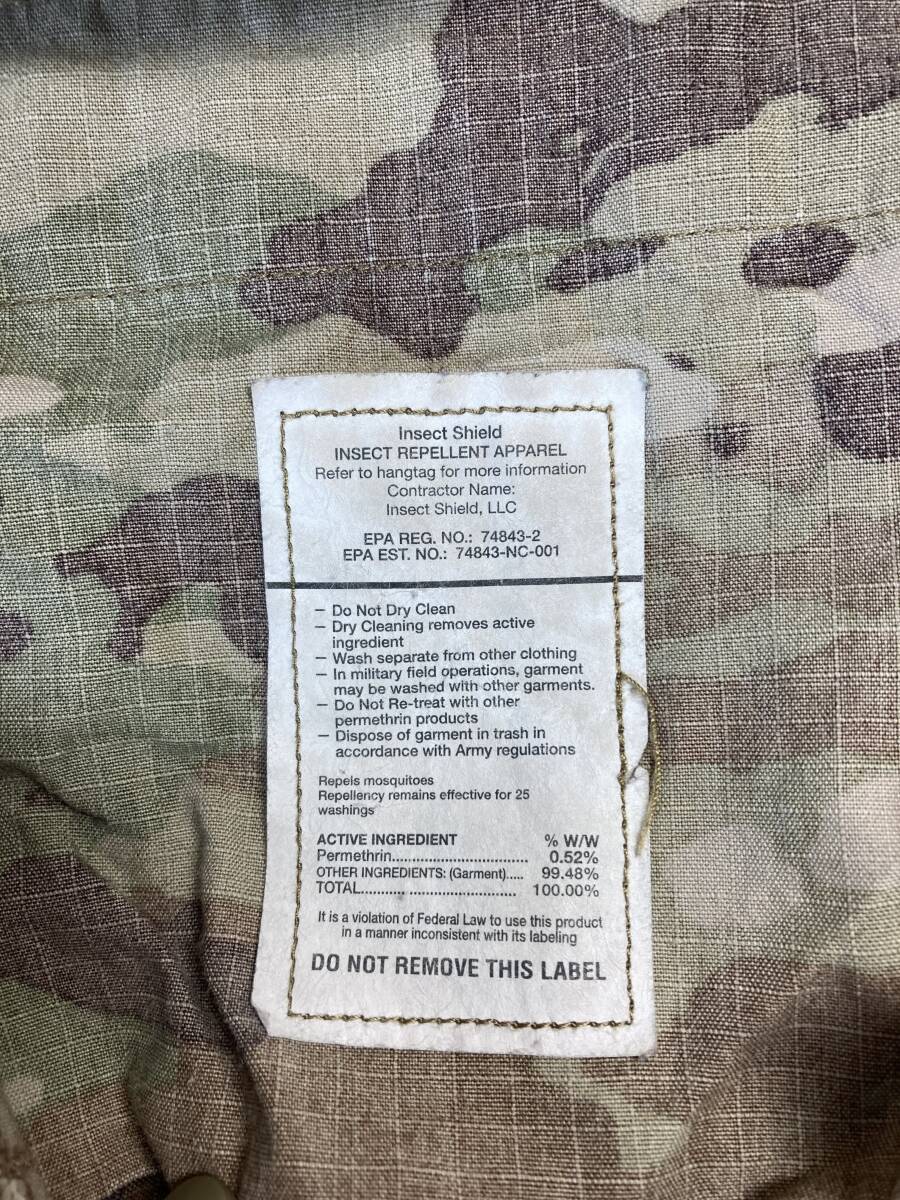 Insect Shield
INSECT REPELLENT APPAREL
Refer to hangtag for more information
Contractor Name:
Insect Shield, LLC
EPA REG. NO.: 74843-2
EPA EST. NO.: 74843-NC-001
– Do Not Dry Clean
– Dry Cleaning removes active
ingredient
– Wash separate from other clothing
– In military field operations, garment
may be washed with other garments.
– Do Not Re-treat with other
permethrin products
– Dispose of garment in trash in
accordance with Army regulations
Repels mosquitoes
Repellency remains effective for 25
washings
ACTIVE INGREDIENT % W/W
Permethrin.................................. 0.52%
OTHER INGREDIENTS: (Garment)..... 99.48%
TOTAL........... .......................... 100.00%
It is a violation of Federal Law to use this product
in a manner inconsistent with its labeling
DO NOT REMOVE THIS LABEL